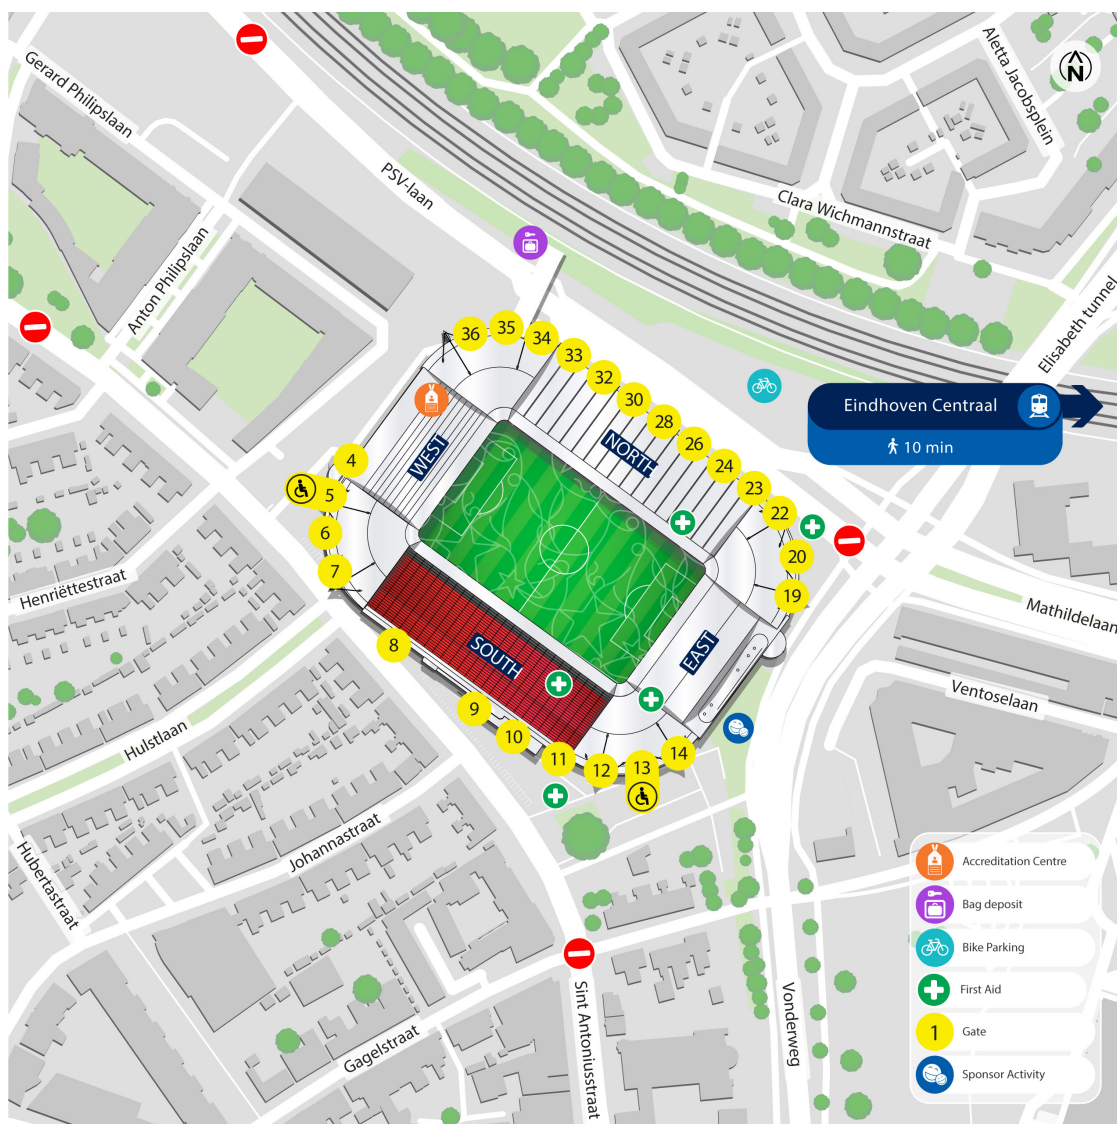 Gerard Philipslaan
Aletta Jacobsplein
N
PSV-laan
Clara Wichmannstraat
Anton Philipslaan
Elisabeth tunnel
36
35
34
33
32
30
28
26
24
23
22
20
19
Eindhoven Centraal
10 min
WEST
NORTH
4
5
6
7
Henriëttestraat
Mathildelaan
8
SOUTH
EAST
Ventoselaan
9
10
11
12
13
14
Hulstlaan
Johannastraat
Hubertastraat
Gagelstraat
Sint Antoniusstraat
Vonderweg
Accreditation Centre
Bag deposit
Bike Parking
First Aid
1
Gate
Sponsor Activity